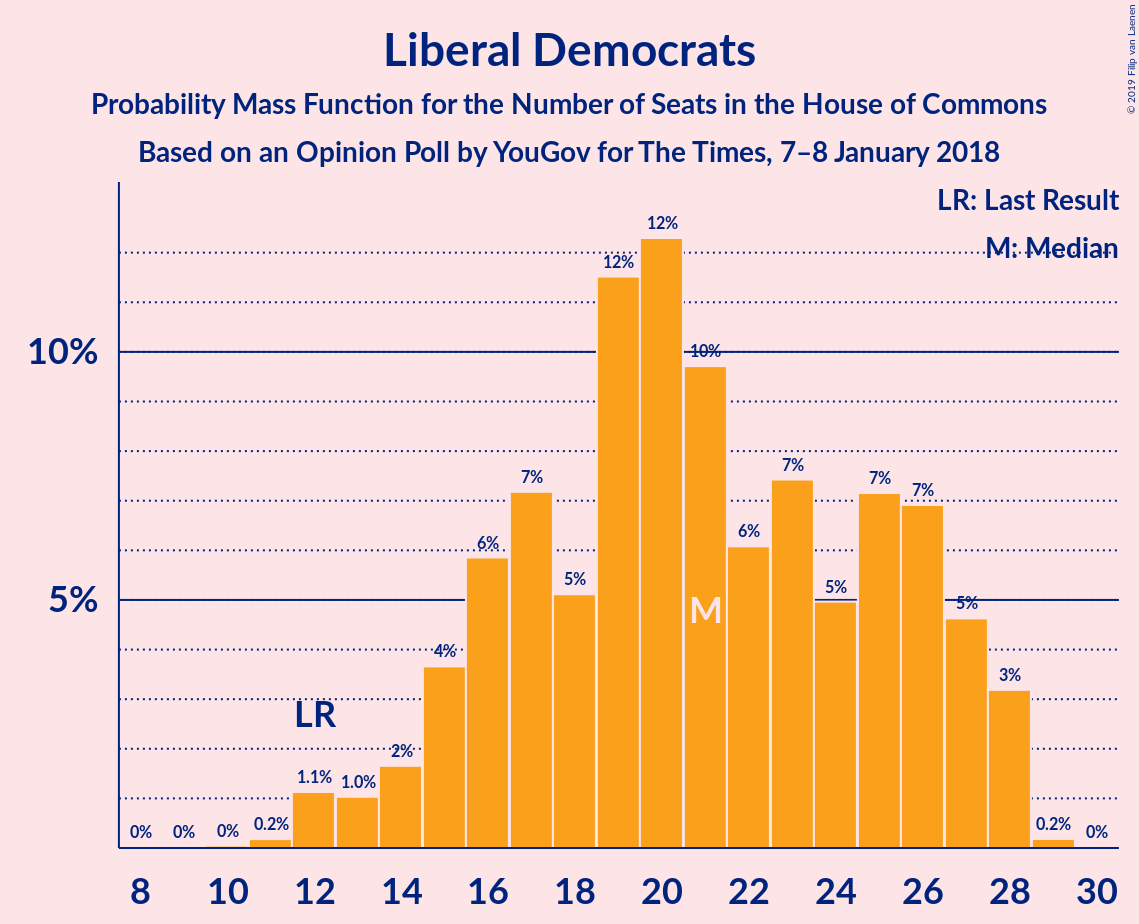 Liberal Democrats
Probability Mass Function for the Number of Seats in the House of Commons
Based on an Opinion Poll by YouGov for The Times, 7–8 January 2018
© 2019 Filip van Laenen
LR: Last Result
M: Median
10%
5%
0%
0%
0%
0.2%
1.1%
1.0%
2%
4%
6%
7%
5%
12%
12%
10%
6%
7%
5%
7%
7%
5%
3%
0.2%
0%
LR
M
8 10 12 14 16 18 20 22 24 26 28 30